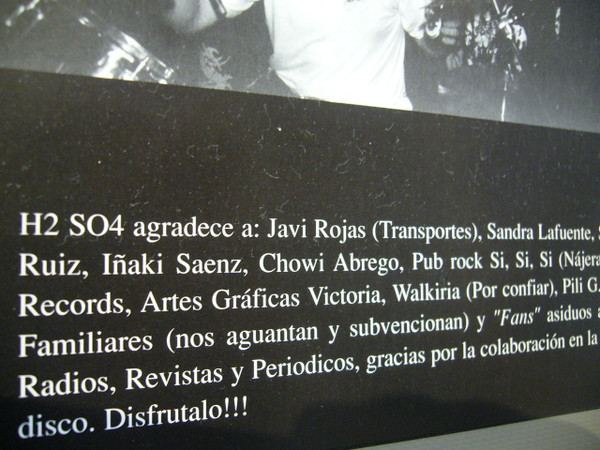 H2 SO4 agradece a: Javi Rojas (Transportes), Sandra Lafuente,
Ruiz, Iñaki Saenz, Chowi Abrego, Pub rock Si, Si, Si (Nájera
Records, Artes Gráficas Victoria, Walkiria (Por confiar), Pili G.
Familiares (nos aguantan y subvencionan) y "Fans" asiduos a
Radios, Revistas y Periodicos, gracias por la colaboración en la
disco. Disfrutalo!!!